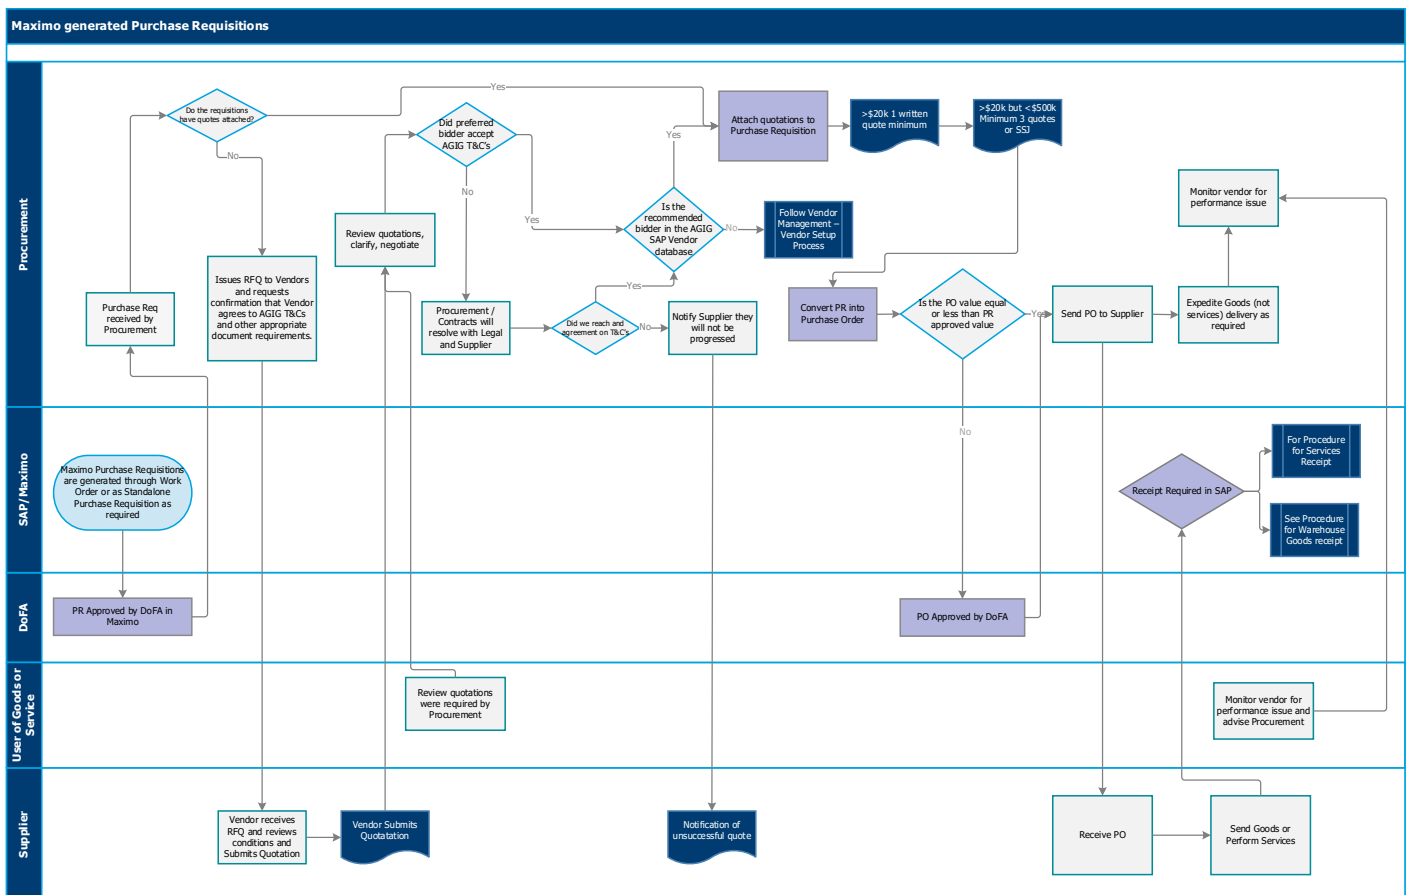 Maximo generated Purchase Requisitions
Procurement
Do the requisitions
have quotes attached?
Yes
No
Purchase Req
received by
Procurement
Issues RFQ to Vendors
and requests
confirmation that Vendor
agrees to AGIG T&Cs
and other appropriate
document requirements.
Review quotations,
clarify, negotiate
Did preferred
bidder accept
AGIG T&C's
No
Yes
Procurement /
Contracts will
resolve with Legal
and Supplier
Did we reach and
agreement on T&C's
Yes
No
Notify Supplier they
will not be
progressed
Is the
recommended
bidder in the AGIG
SAP Vendor
database
Yes
No
Follow Vendor
Management –
Vendor Setup
Process
Attach quotations to
Purchase Requisition
>$20k 1 written
quote minimum
>$20k but <$500k
Minimum 3 quotes
or SSJ
Convert PR into
Purchase Order
Is the PO value equal
or less than PR
approved value
Yes
No
Send PO to Supplier
Expedite Goods (not
services) delivery as
required
Monitor vendor for
performance issue
SAP/Maximo
Maximo Purchase Requisitions
are generated through Work
Order or as Standalone
Purchase Requisition as
required
Receipt Required in SAP
For Procedure
for Services
Receipt
See Procedure
for Warehouse
Goods receipt
DoFA
PR Approved by DoFA in
Maximo
PO Approved by DoFA
User of Goods or
Service
Review quotations
were required by
Procurement
Monitor vendor for
performance issue and
advise Procurement
Supplier
Vendor receives
RFQ and reviews
conditions and
Submits Quotation
Vendor Submits
Quotatation
Notification of
unsuccessful quote
Receive PO
Send Goods or
Perform Services